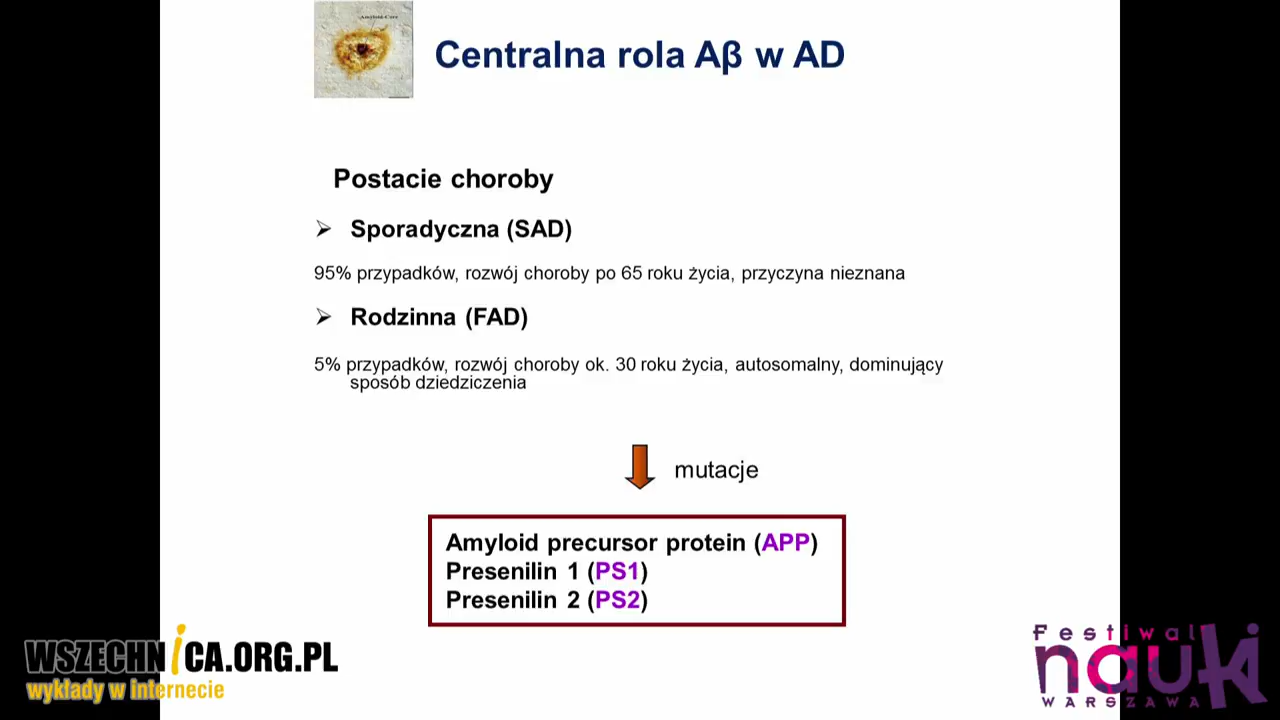 Amyloid Core
Centralna rola Aβ w AD
Postacie choroby
Sporadyczna (SAD)
95% przypadków, rozwój choroby po 65 roku życia, przyczyna nieznana
Rodzinna (FAD)
5% przypadków, rozwój choroby ok. 30 roku życia, autosomalny, dominujący
sposób dziedziczenia
mutacje
Amyloid precursor protein (APP)
Presenilin 1 (PS1)
Presenilin 2 (PS2)
WSZECHNICA.ORG.PL
wykłady w internecie
Festiwal
nauki
WARSZAWA